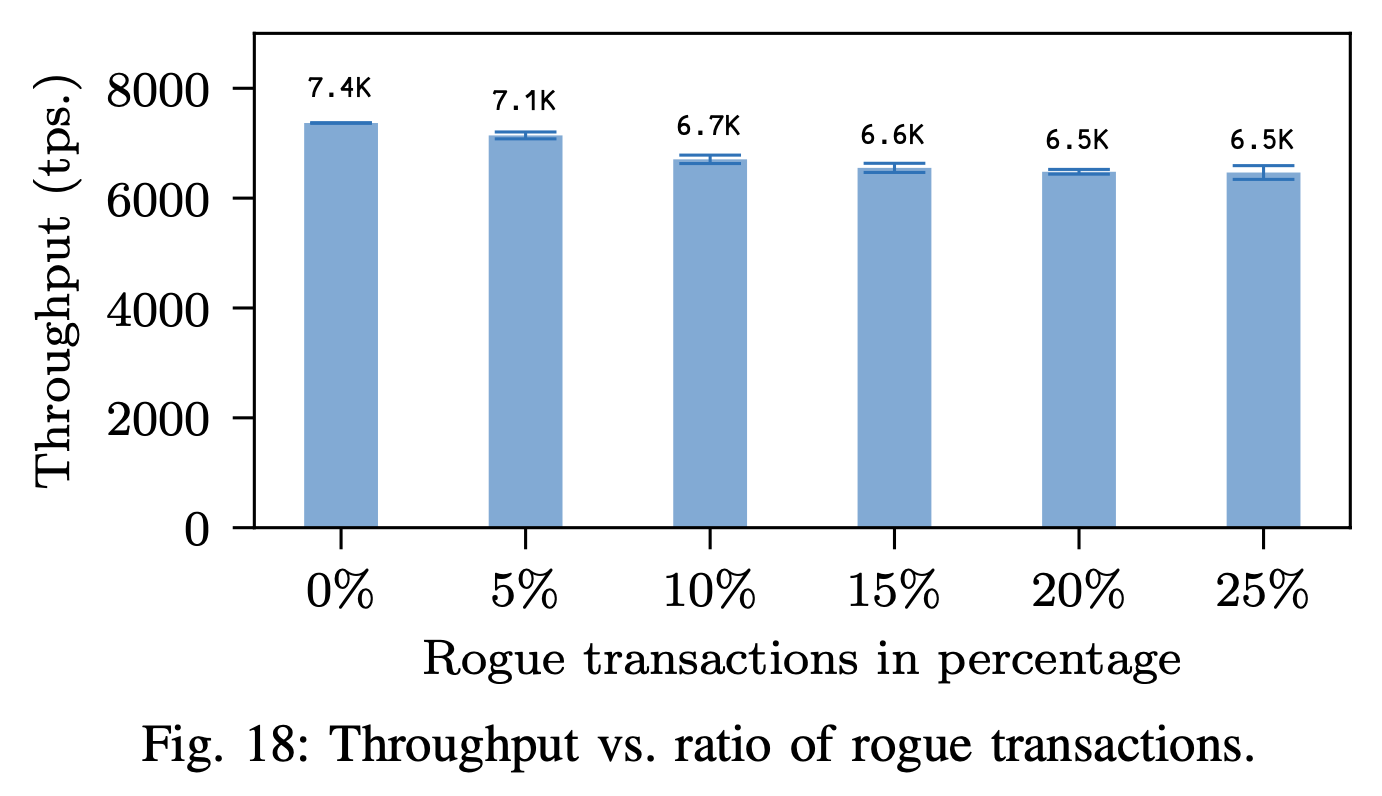 7.4K
7.1K
6.7K
6.6K
6.5K
6.5K
Throughput (tps.)
8000
6000
4000
2000
0
0% 5% 10% 15% 20% 25%
Rogue transactions in percentage
Fig. 18: Throughput vs. ratio of rogue transactions.